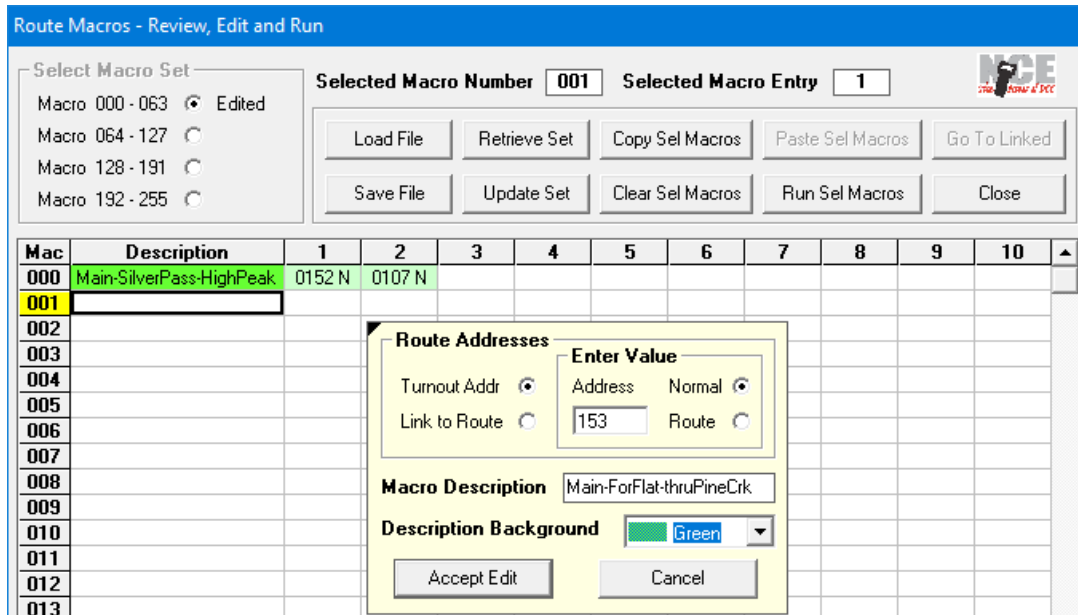 Route Macros - Review, Edit and Run
Select Macro Set
Macro 000 - 063 Edited
Macro 064 - 127
Macro 128 - 191
Macro 192 - 255
Selected Macro Number 001 Selected Macro Entry 1
NCE
Load File Retrieve Set Copy Sel Macros Paste Sel Macros Go To Linked
Save File Update Set Clear Sel Macros Run Sel Macros Close
Mac Description 1 2 3 4 5 6 7 8 9 10
000 Main-SilverPass-HighPeak 0152 N 0107 N
001
002
003
004
005
006
007
008
009
010
011
012
013
Route Addresses
Enter Value
Turnout Addr Address Normal
Link to Route 153 Route
Macro Description Main-ForFlat-thruPineCrk
Description Background Green
Accept Edit Cancel